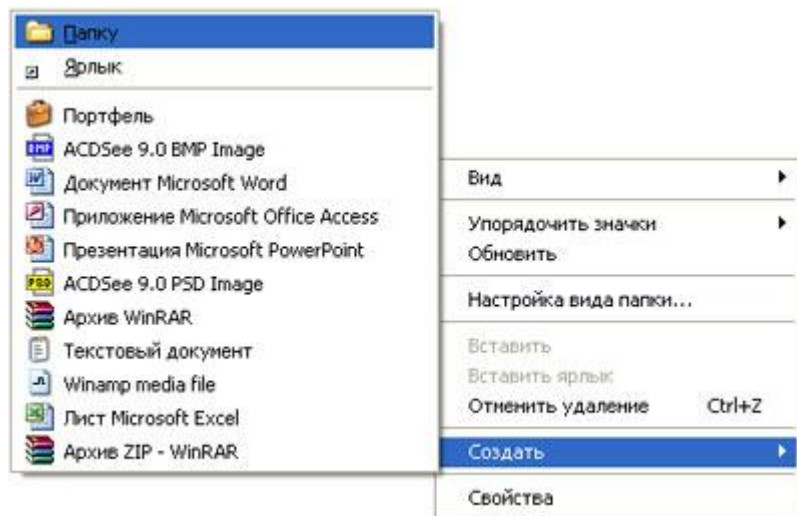 Папку
Ярлык
Портфель
ACDSee 9.0 BMP Image
Документ Microsoft Word
Приложение Microsoft Office Access
Презентация Microsoft PowerPoint
ACDSee 9.0 PSD Image
Архив WinRAR
Текстовый документ
Winamp media file
Лист Microsoft Excel
Архив ZIP - WinRAR
Вид
Упорядочить значки
Обновить
Настройка вида папки...
Вставить
Вставить ярлык
Отменить удаление Ctrl+Z
Создать
Свойства